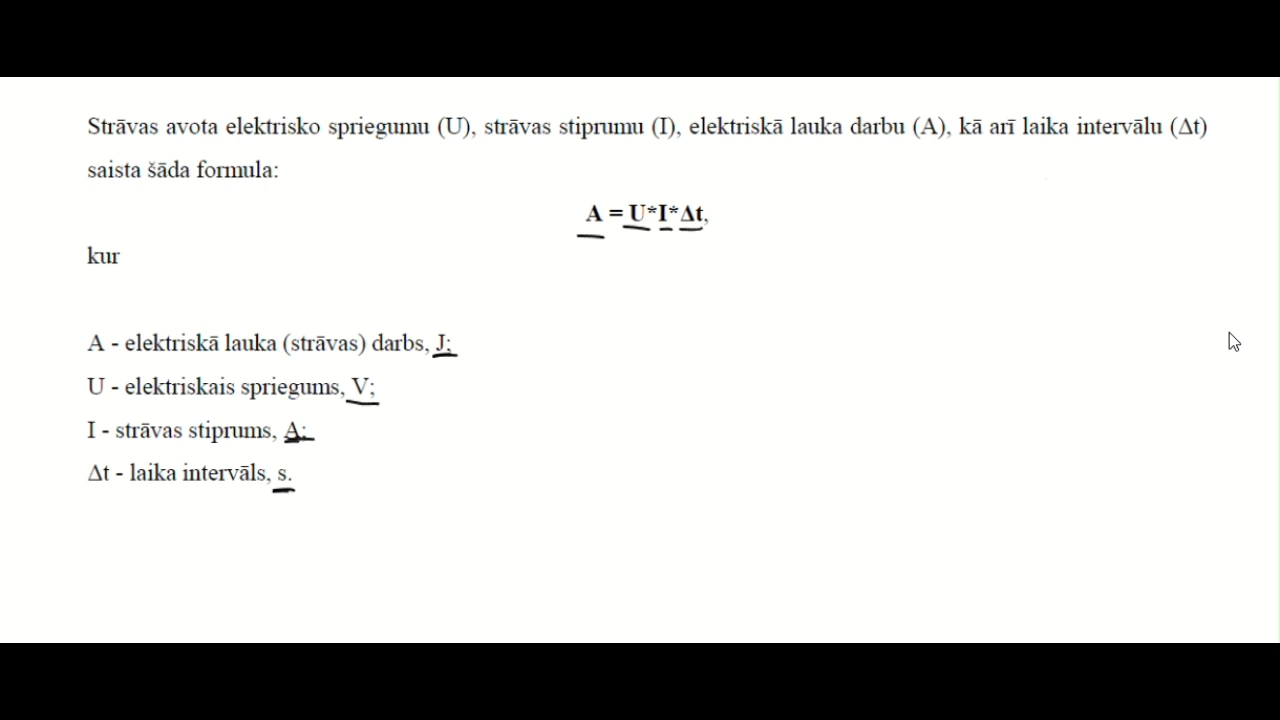 Strāvas avota elektrisko spriegumu (U), strāvas stiprumu (I), elektriskā lauka darbu (A), kā arī laika intervālu (Δt)
saista šāda formula:
A = U*I*Δt,
kur
A - elektriskā lauka (strāvas) darbs, J;
U - elektriskais spriegums, V;
I - strāvas stiprums, A;
Δt - laika intervāls, s.